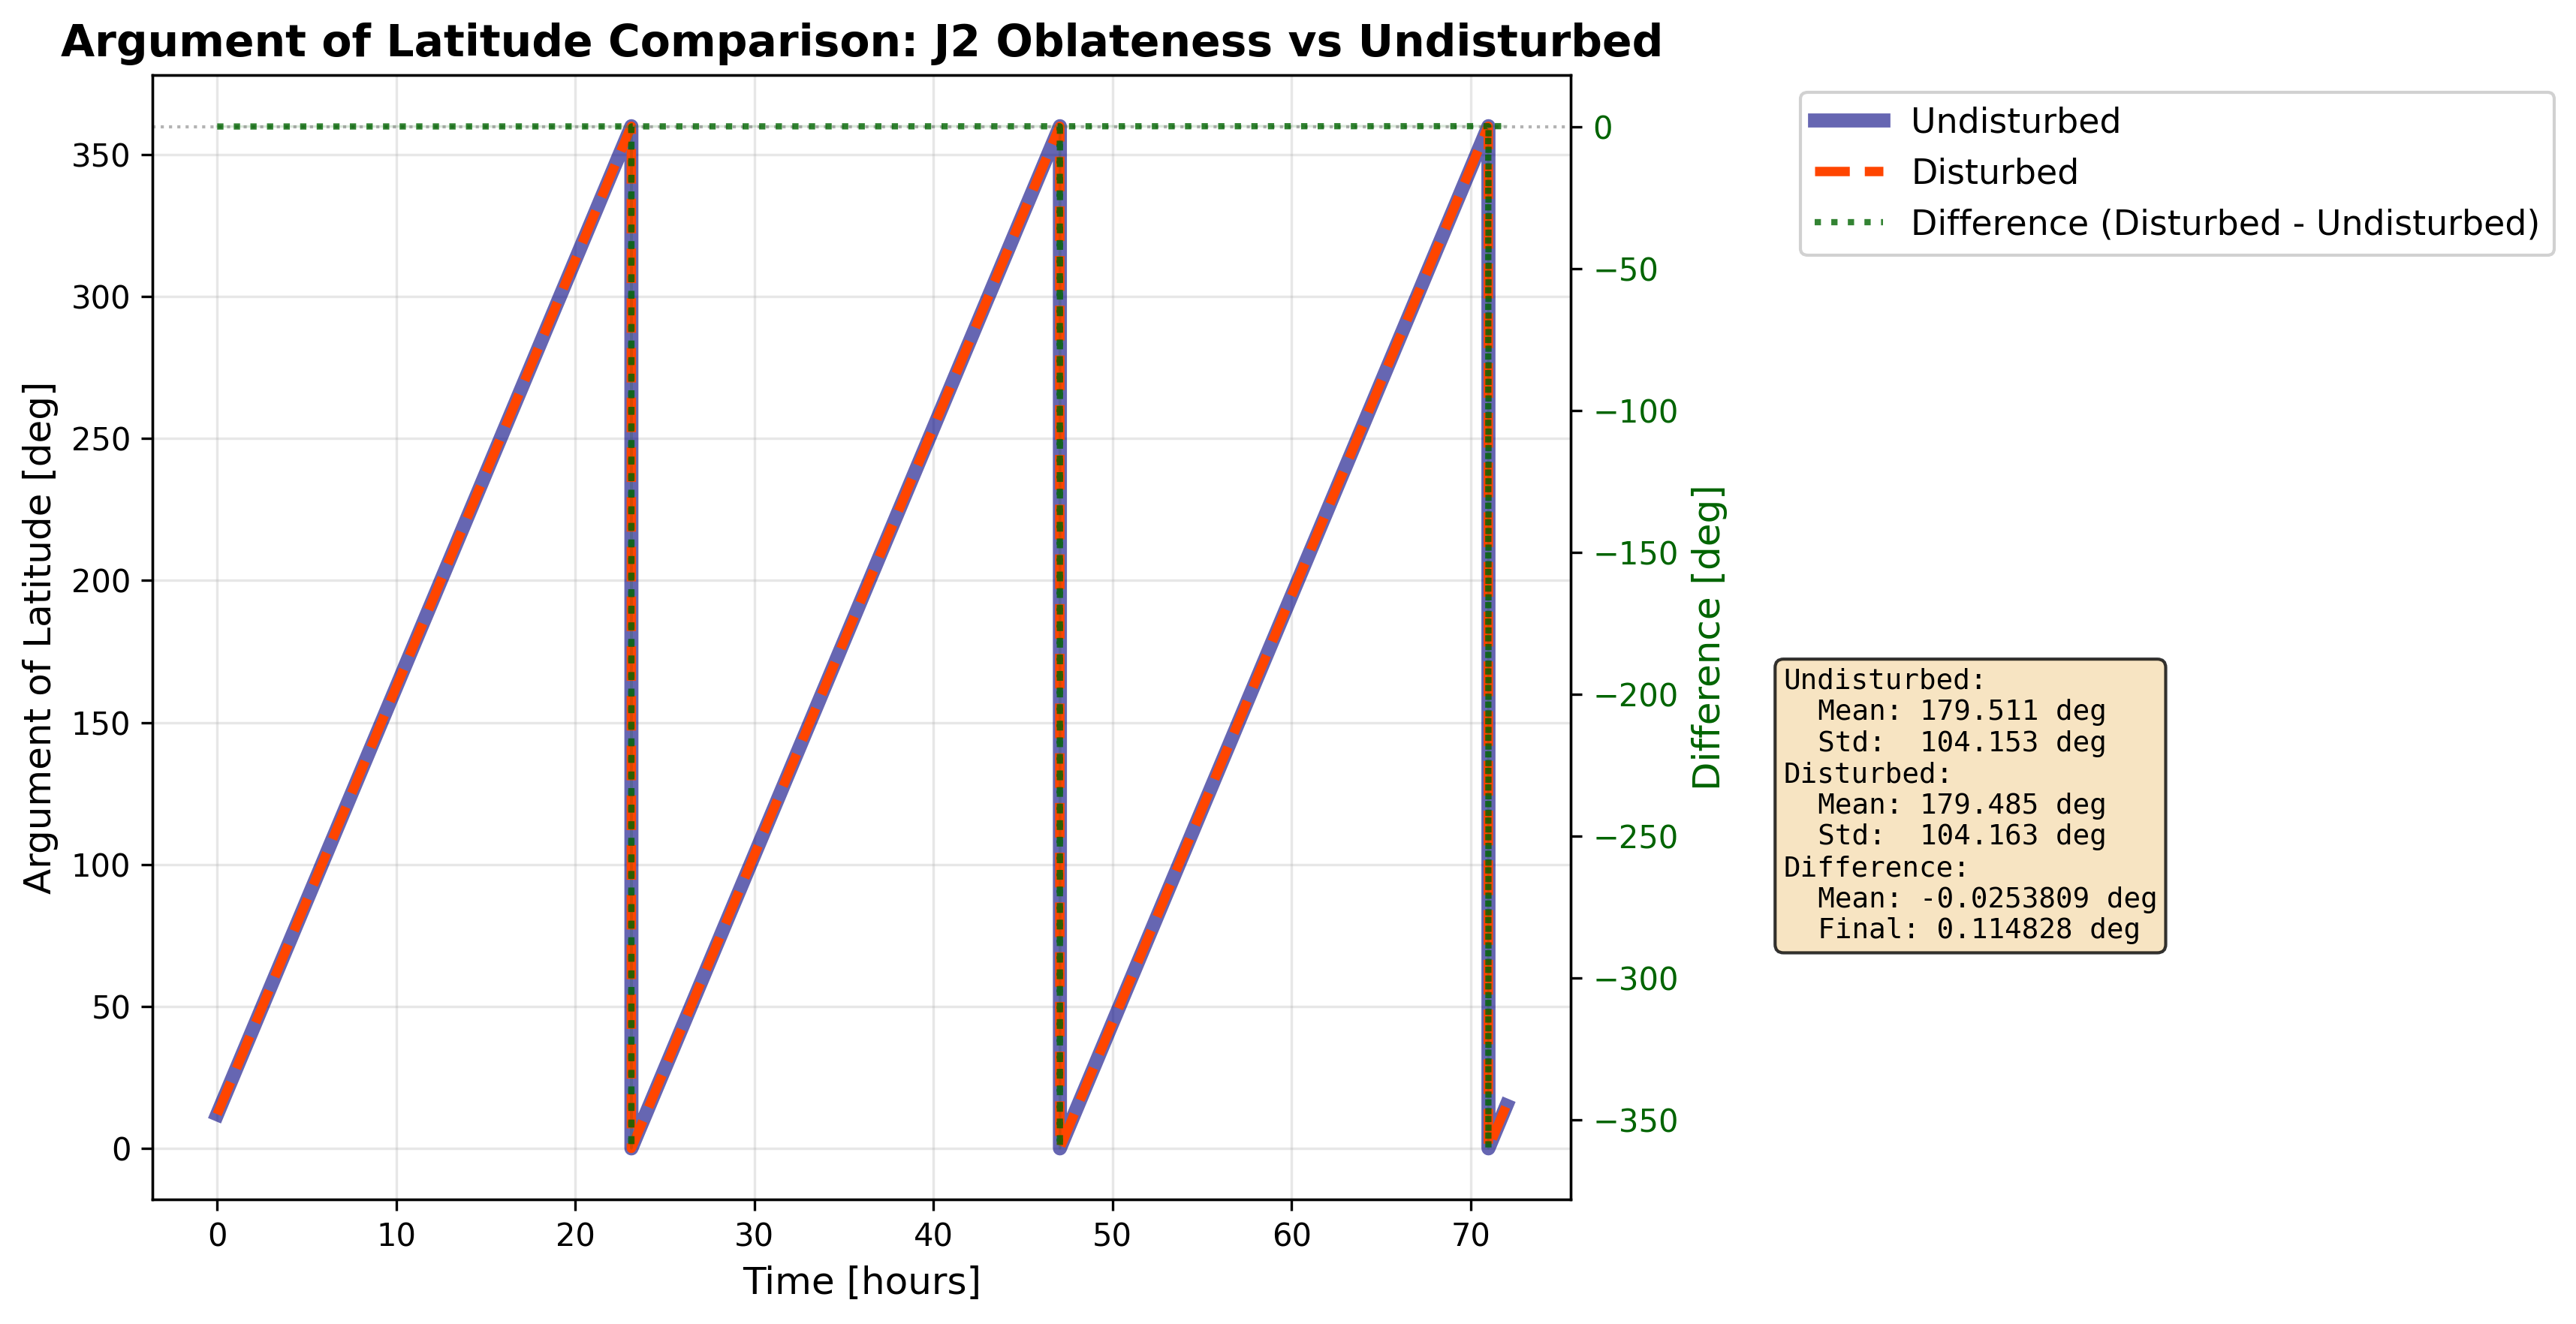 Argument of Latitude Comparison: J2 Oblateness vs Undisturbed
Argument of Latitude [deg]
350
300
250
200
150
100
50
0
0 10 20 30 40 50 60 70
Time [hours]
0
−50
−100
−150
−200
−250
−300
−350
Difference [deg]
Undisturbed
Disturbed
Difference (Disturbed - Undisturbed)
Undisturbed:
Mean: 179.511 deg
Std: 104.153 deg
Disturbed:
Mean: 179.485 deg
Std: 104.163 deg
Difference:
Mean: -0.0253809 deg
Final: 0.114828 deg